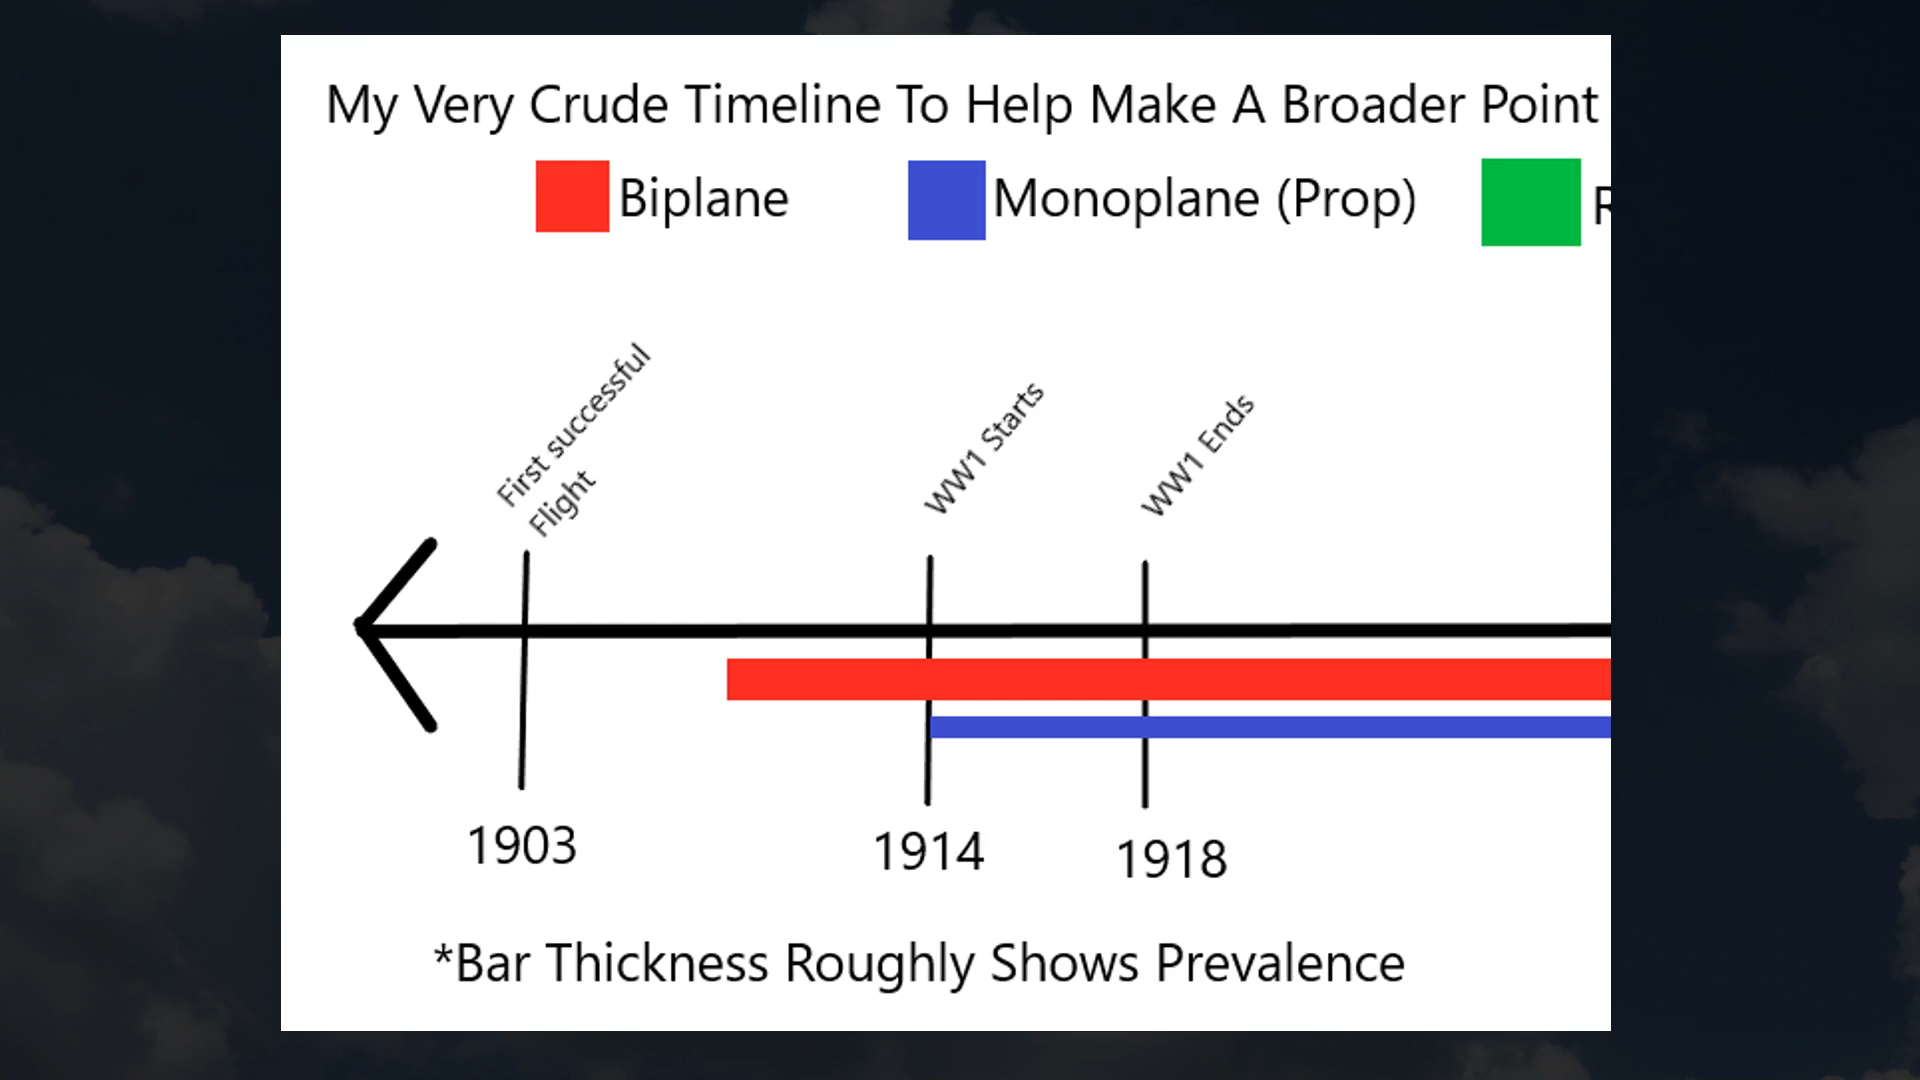 My Very Crude Timeline To Help Make A Broader Point
Biplane
Monoplane (Prop)
First successful
Flight
WW1 Starts
WW1 Ends
1903
1914
1918
*Bar Thickness Roughly Shows Prevalence